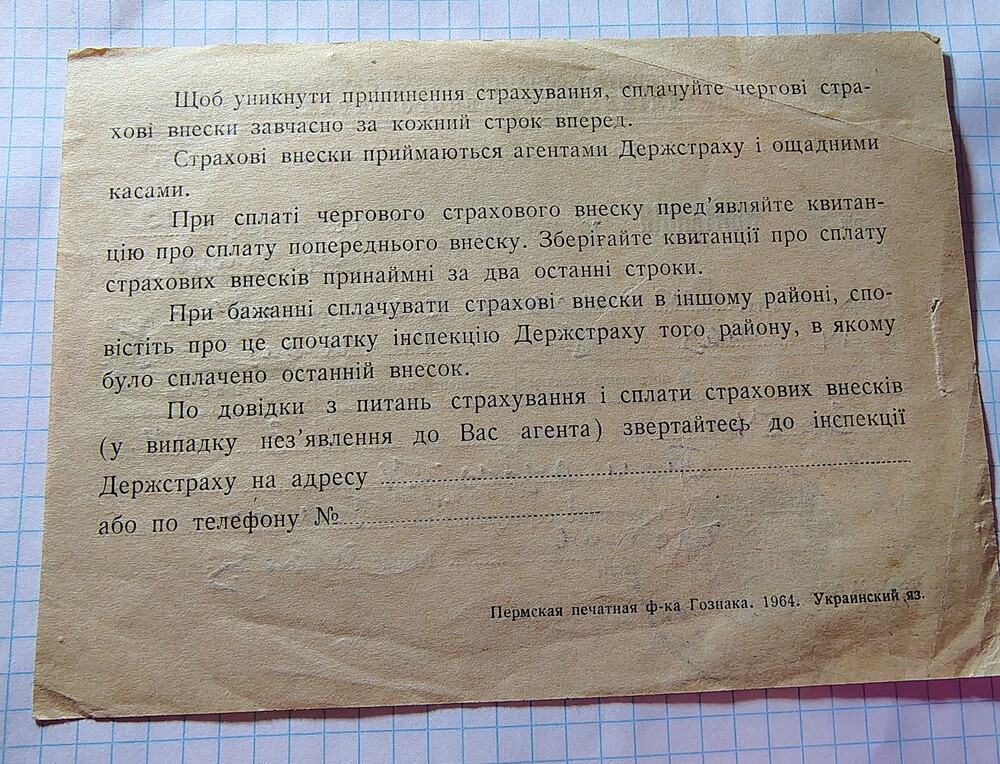 Щоб уникнути припинення страхування, сплачуйте чергові стра-
хові внески завчасно за кожний строк вперед.
Страхові внески приймаються агентами Держстраху і ощадними
касами.
При сплаті чергового страхового внеску пред’являйте квитан-
цію про сплату попереднього внеску. Зберігайте квитанції про сплату
страхових внесків принаймні за два останні строки.
При бажанні сплачувати страхові внески в іншому районі, спо-
вістіть про це спочатку інспекцію Держстраху того району, в якому
було сплачено останній внесок.
По довідки з питань страхування і сплати страхових внесків
(у випадку нез’явлення до Вас агента) звертайтесь до інспекції
Держстраху на адресу
або по телефону №
Пермская печатная ф-ка Гознака. 1964. Украинский яз.